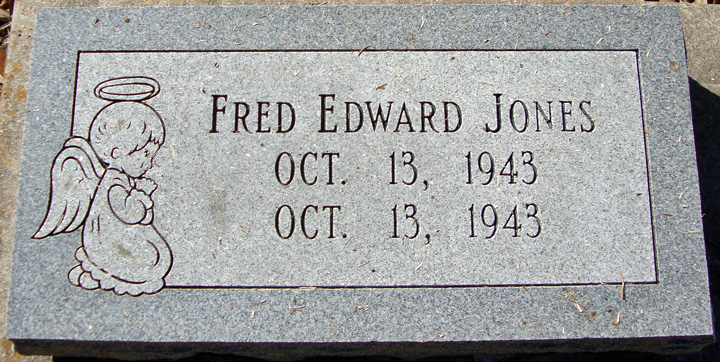 FRED EDWARD JONES
OCT. 13, 1943
OCT. 13, 1943